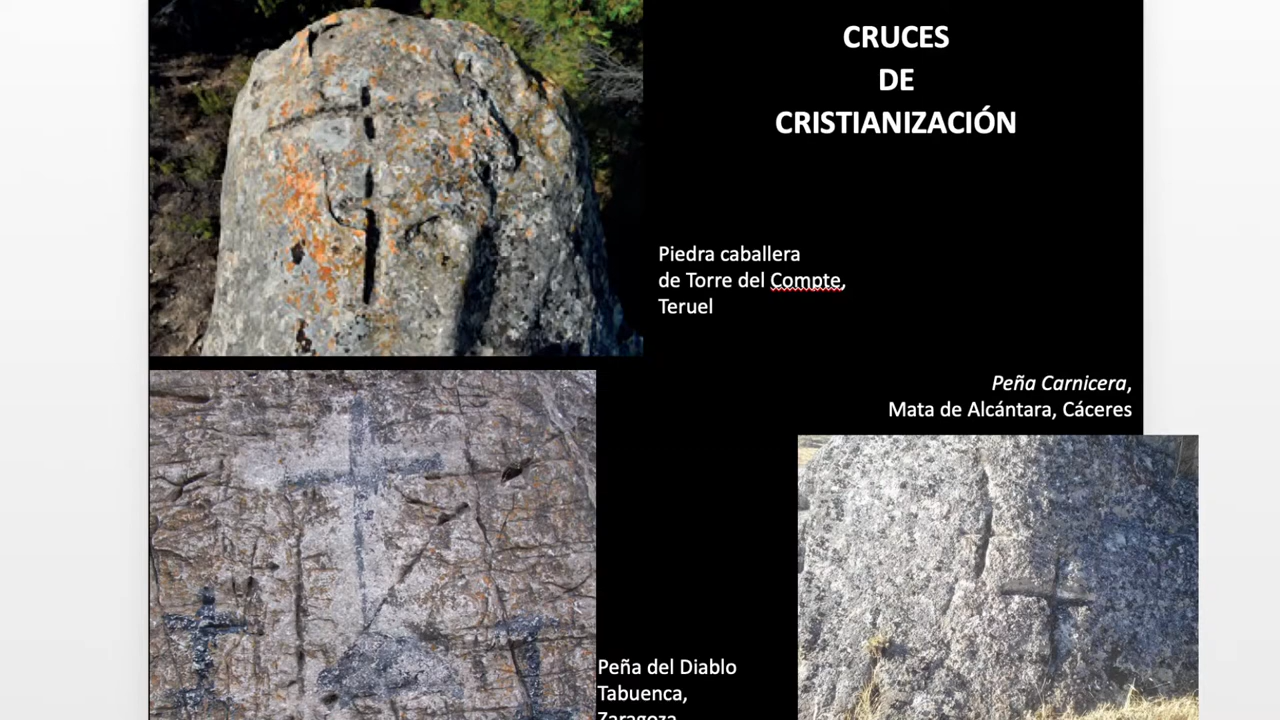 CRUCES
DE
CRISTIANIZACIÓN
Piedra caballera
de Torre del Compte,
Teruel
Peña Carnicera,
Mata de Alcántara, Cáceres
Peña del Diablo
Tabuenca,
Zaragoza